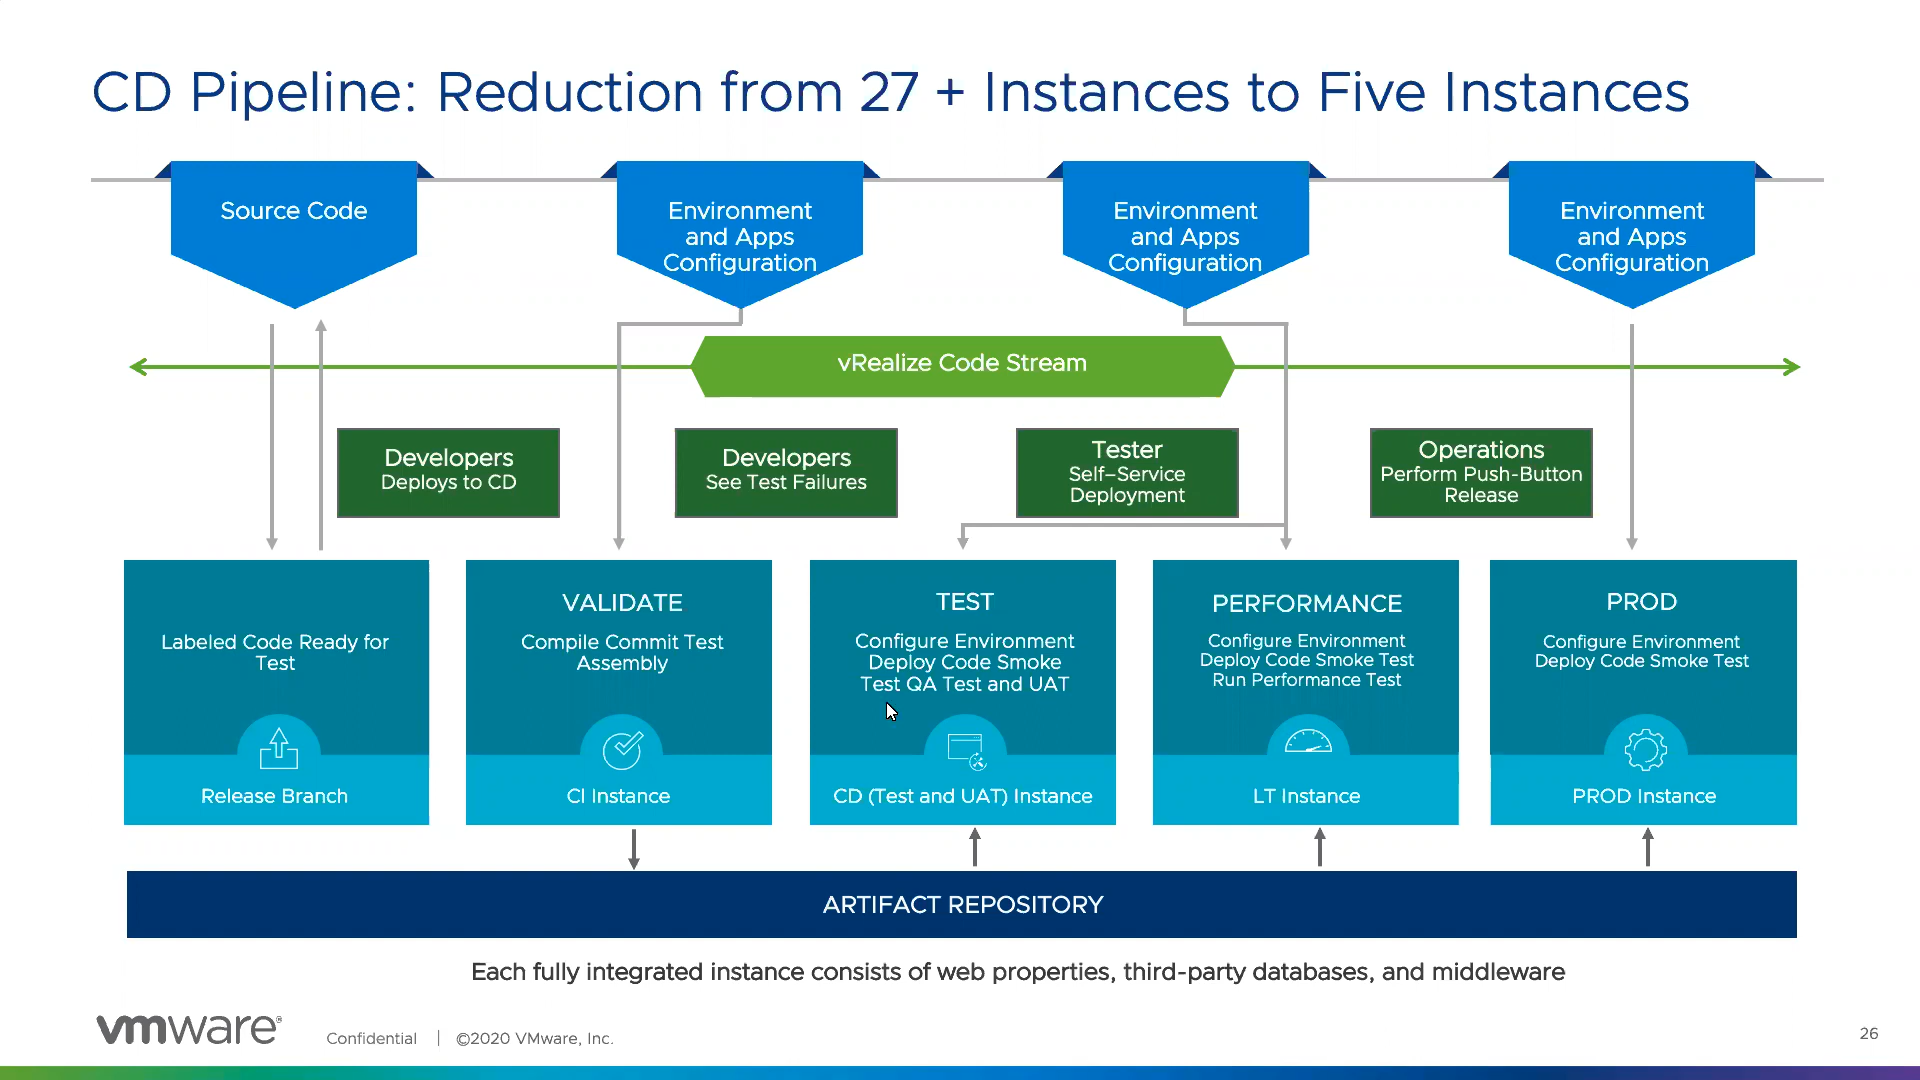 CD Pipeline: Reduction from 27 + Instances to Five Instances
Source Code
Environment
and Apps
Configuration
Environment
and Apps
Configuration
Environment
and Apps
Configuration
vRealize Code Stream
Developers
Deploys to CD
Developers
See Test Failures
Tester
Self–Service
Deployment
Operations
Perform Push-Button
Release
Labeled Code Ready for
Test
Release Branch
VALIDATE
Compile Commit Test
Assembly
CI Instance
TEST
Configure Environment
Deploy Code Smoke
Test QA Test and UAT
CD (Test and UAT) Instance
PERFORMANCE
Configure Environment
Deploy Code Smoke Test
Run Performance Test
LT Instance
PROD
Configure Environment
Deploy Code Smoke Test
PROD Instance
ARTIFACT REPOSITORY
Each fully integrated instance consists of web properties, third-party databases, and middleware
vmware®
Confidential | ©2020 VMware, Inc.
26